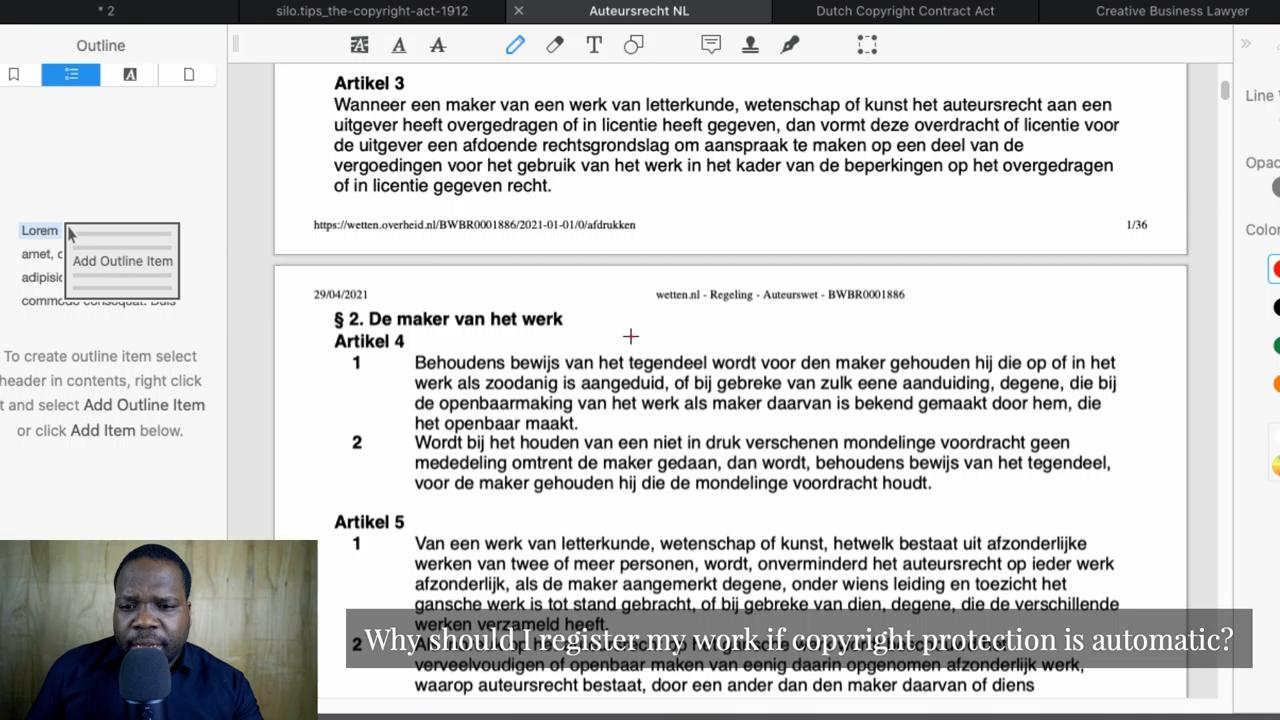 * 2
silo.tips_the-copyright-act-1912
Auteursrecht NL
Dutch Copyright Contract Act
Creative Business Lawyer
Outline
Lorem
amet, c
Add Outline Item
adipisic
commodo consequat. Duis
To create outline item select
header in contents, right click
t and select Add Outline Item
or click Add Item below.
Artikel 3
Wanneer een maker van een werk van letterkunde, wetenschap of kunst het auteursrecht aan een
uitgever heeft overgedragen of in licentie heeft gegeven, dan vormt deze overdracht of licentie voor
de uitgever een afdoende rechtsgrondslag om aanspraak te maken op een deel van de
vergoedingen voor het gebruik van het werk in het kader van de beperkingen op het overgedragen
of in licentie gegeven recht.
https://wetten.overheid.nl/BWBR0001886/2021-01-01/0/afdrukken
1/36
29/04/2021
wetten.nl - Regeling - Auteurswet - BWBR0001886
§ 2. De maker van het werk
Artikel 4
1 Behoudens bewijs van het tegendeel wordt voor den maker gehouden hij die op of in het
werk als zoodanig is aangeduid, of bij gebreke van zulk eene aanduiding, degene, die bij
de openbaarmaking van het werk als maker daarvan is bekend gemaakt door hem, die
het openbaar maakt.
2 Wordt bij het houden van een niet in druk verschenen mondelinge voordracht geen
mededeling omtrent de maker gedaan, dan wordt, behoudens bewijs van het tegendeel,
voor de maker gehouden hij die de mondelinge voordracht houdt.
Artikel 5
1 Van een werk van letterkunde, wetenschap of kunst, hetwelk bestaat uit afzonderlijke
werken van twee of meer personen, wordt, onverminderd het auteursrecht op ieder werk
afzonderlijk, als de maker aangemerkt degene, onder wiens leiding en toezicht het
gansche werk is tot stand gebracht, of bij gebreke van dien, degene, die de verschillende
werken verzameld heeft.
2
verveelvoudigen of openbaar maken van eenig daarin opgenomen afzonderlijk werk,
waarop auteursrecht bestaat, door een ander dan den maker daarvan of diens
Why should I register my work if copyright protection is automatic?
Line
Opac
Color